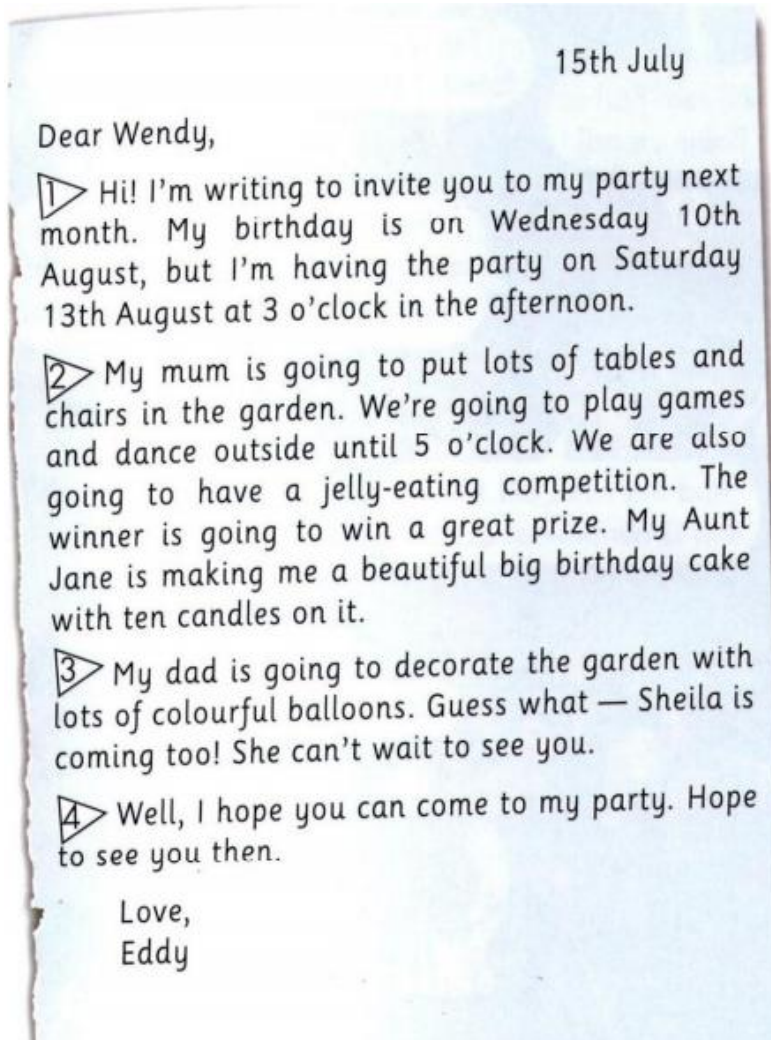 15th July
Dear Wendy,
1 Hi! I'm writing to invite you to my party next
month. My birthday is on Wednesday 10th
August, but I'm having the party on Saturday
13th August at 3 o'clock in the afternoon.
2 My mum is going to put lots of tables and
chairs in the garden. We're going to play games
and dance outside until 5 o'clock. We are also
going to have a jelly-eating competition. The
winner is going to win a great prize. My Aunt
Jane is making me a beautiful big birthday cake
with ten candles on it.
3 My dad is going to decorate the garden with
lots of colourful balloons. Guess what — Sheila is
coming too! She can't wait to see you.
4 Well, I hope you can come to my party. Hope
to see you then.
Love,
Eddy